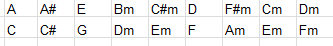 A A# E Bm C#m D F#m Cm Dm
C C# G Dm Em F Am Em Fm